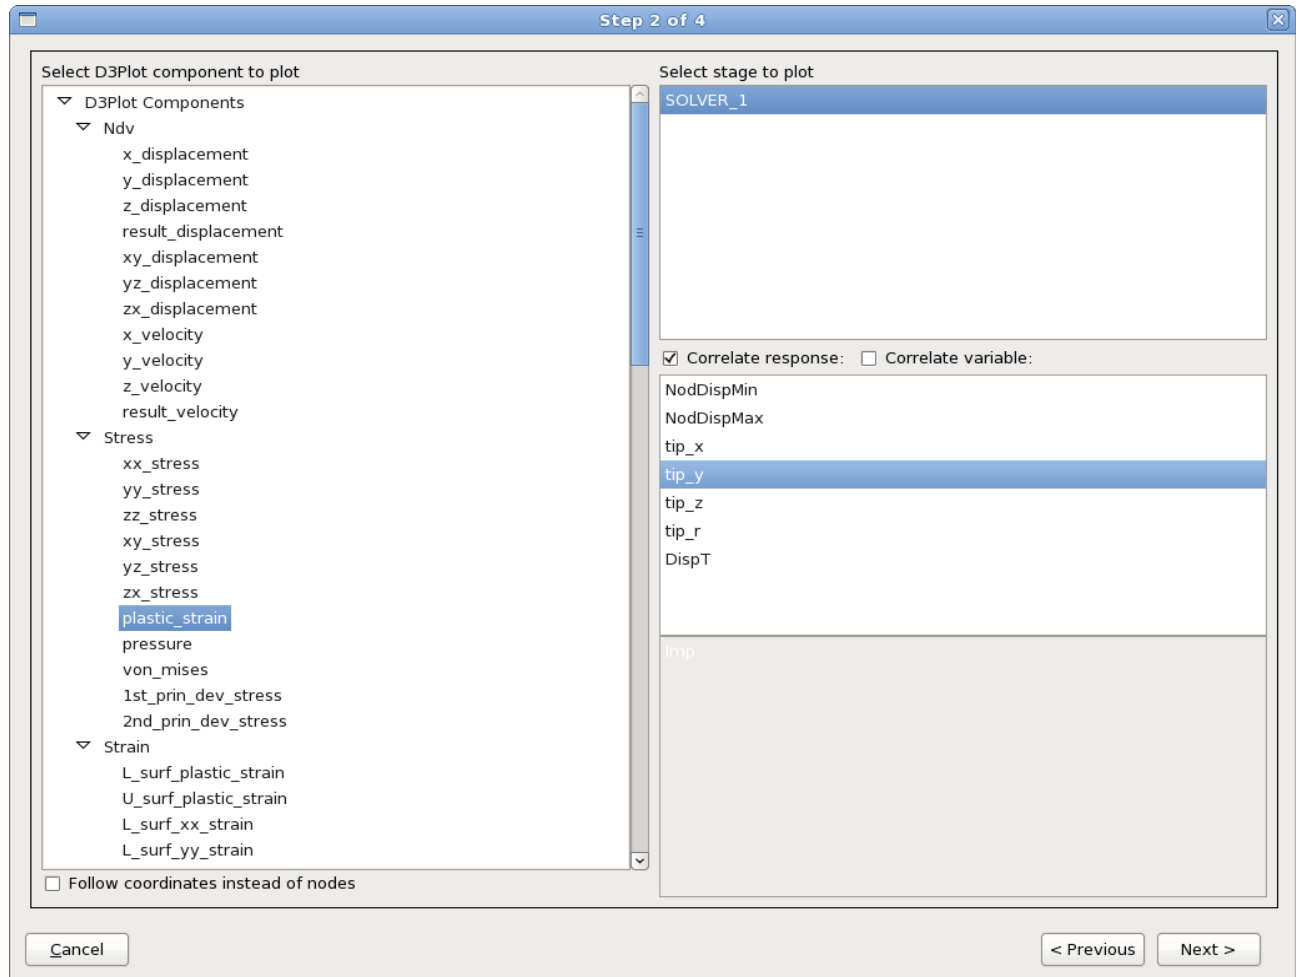 Step 2 of 4
Select D3Plot component to plot
D3Plot Components
Ndv
x_displacement
y_displacement
z_displacement
result_displacement
xy_displacement
yz_displacement
zx_displacement
x_velocity
y_velocity
z_velocity
result_velocity
Stress
xx_stress
yy_stress
zz_stress
xy_stress
yz_stress
zx_stress
plastic_strain
pressure
von_mises
1st_prin_dev_stress
2nd_prin_dev_stress
Strain
L_surf_plastic_strain
U_surf_plastic_strain
L_surf_xx_strain
L_surf_yy_strain
Follow coordinates instead of nodes
Select stage to plot
SOLVER_1
Correlate response: Correlate variable:
NodDispMin
NodDispMax
tip_x
tip_y
tip_z
tip_r
DispT
Imp
Cancel
< Previous
Next >